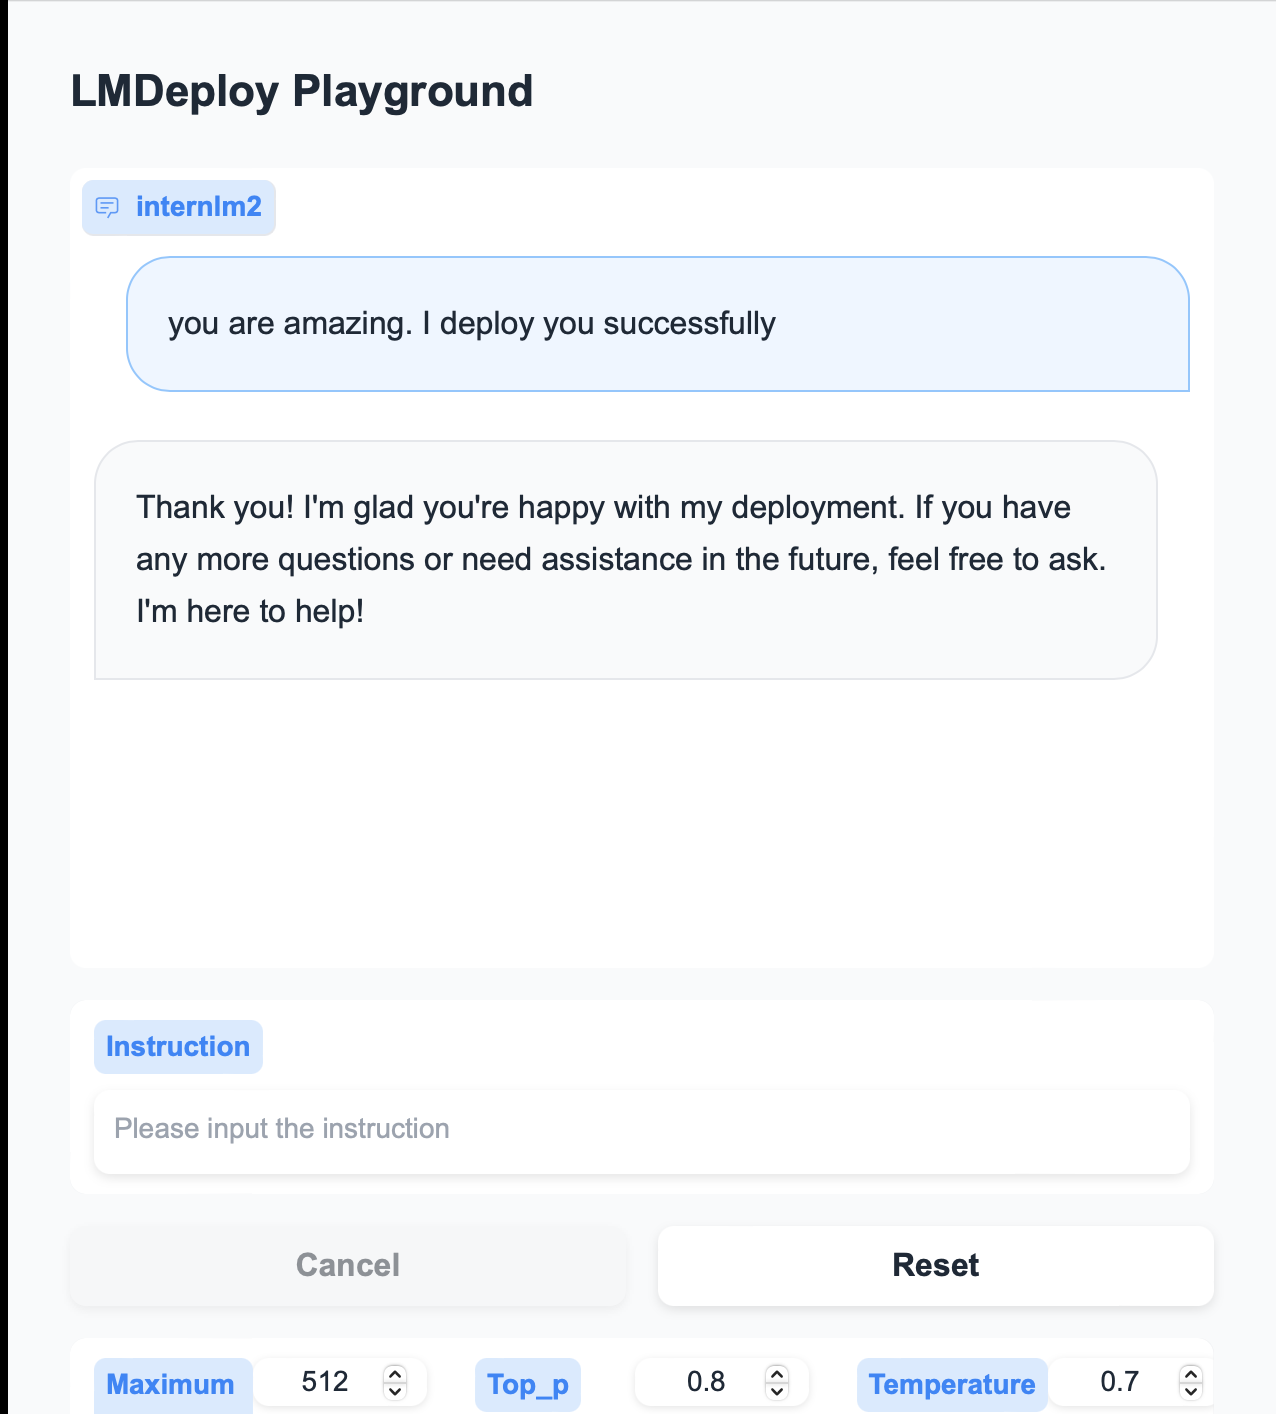 LMDeploy Playground
internlm2
you are amazing. I deploy you successfully
Thank you! I'm glad you're happy with my deployment. If you have
any more questions or need assistance in the future, feel free to ask.
I'm here to help!
Instruction
Please input the instruction
Cancel Reset
Maximum 512 Top_p 0.8 Temperature 0.7